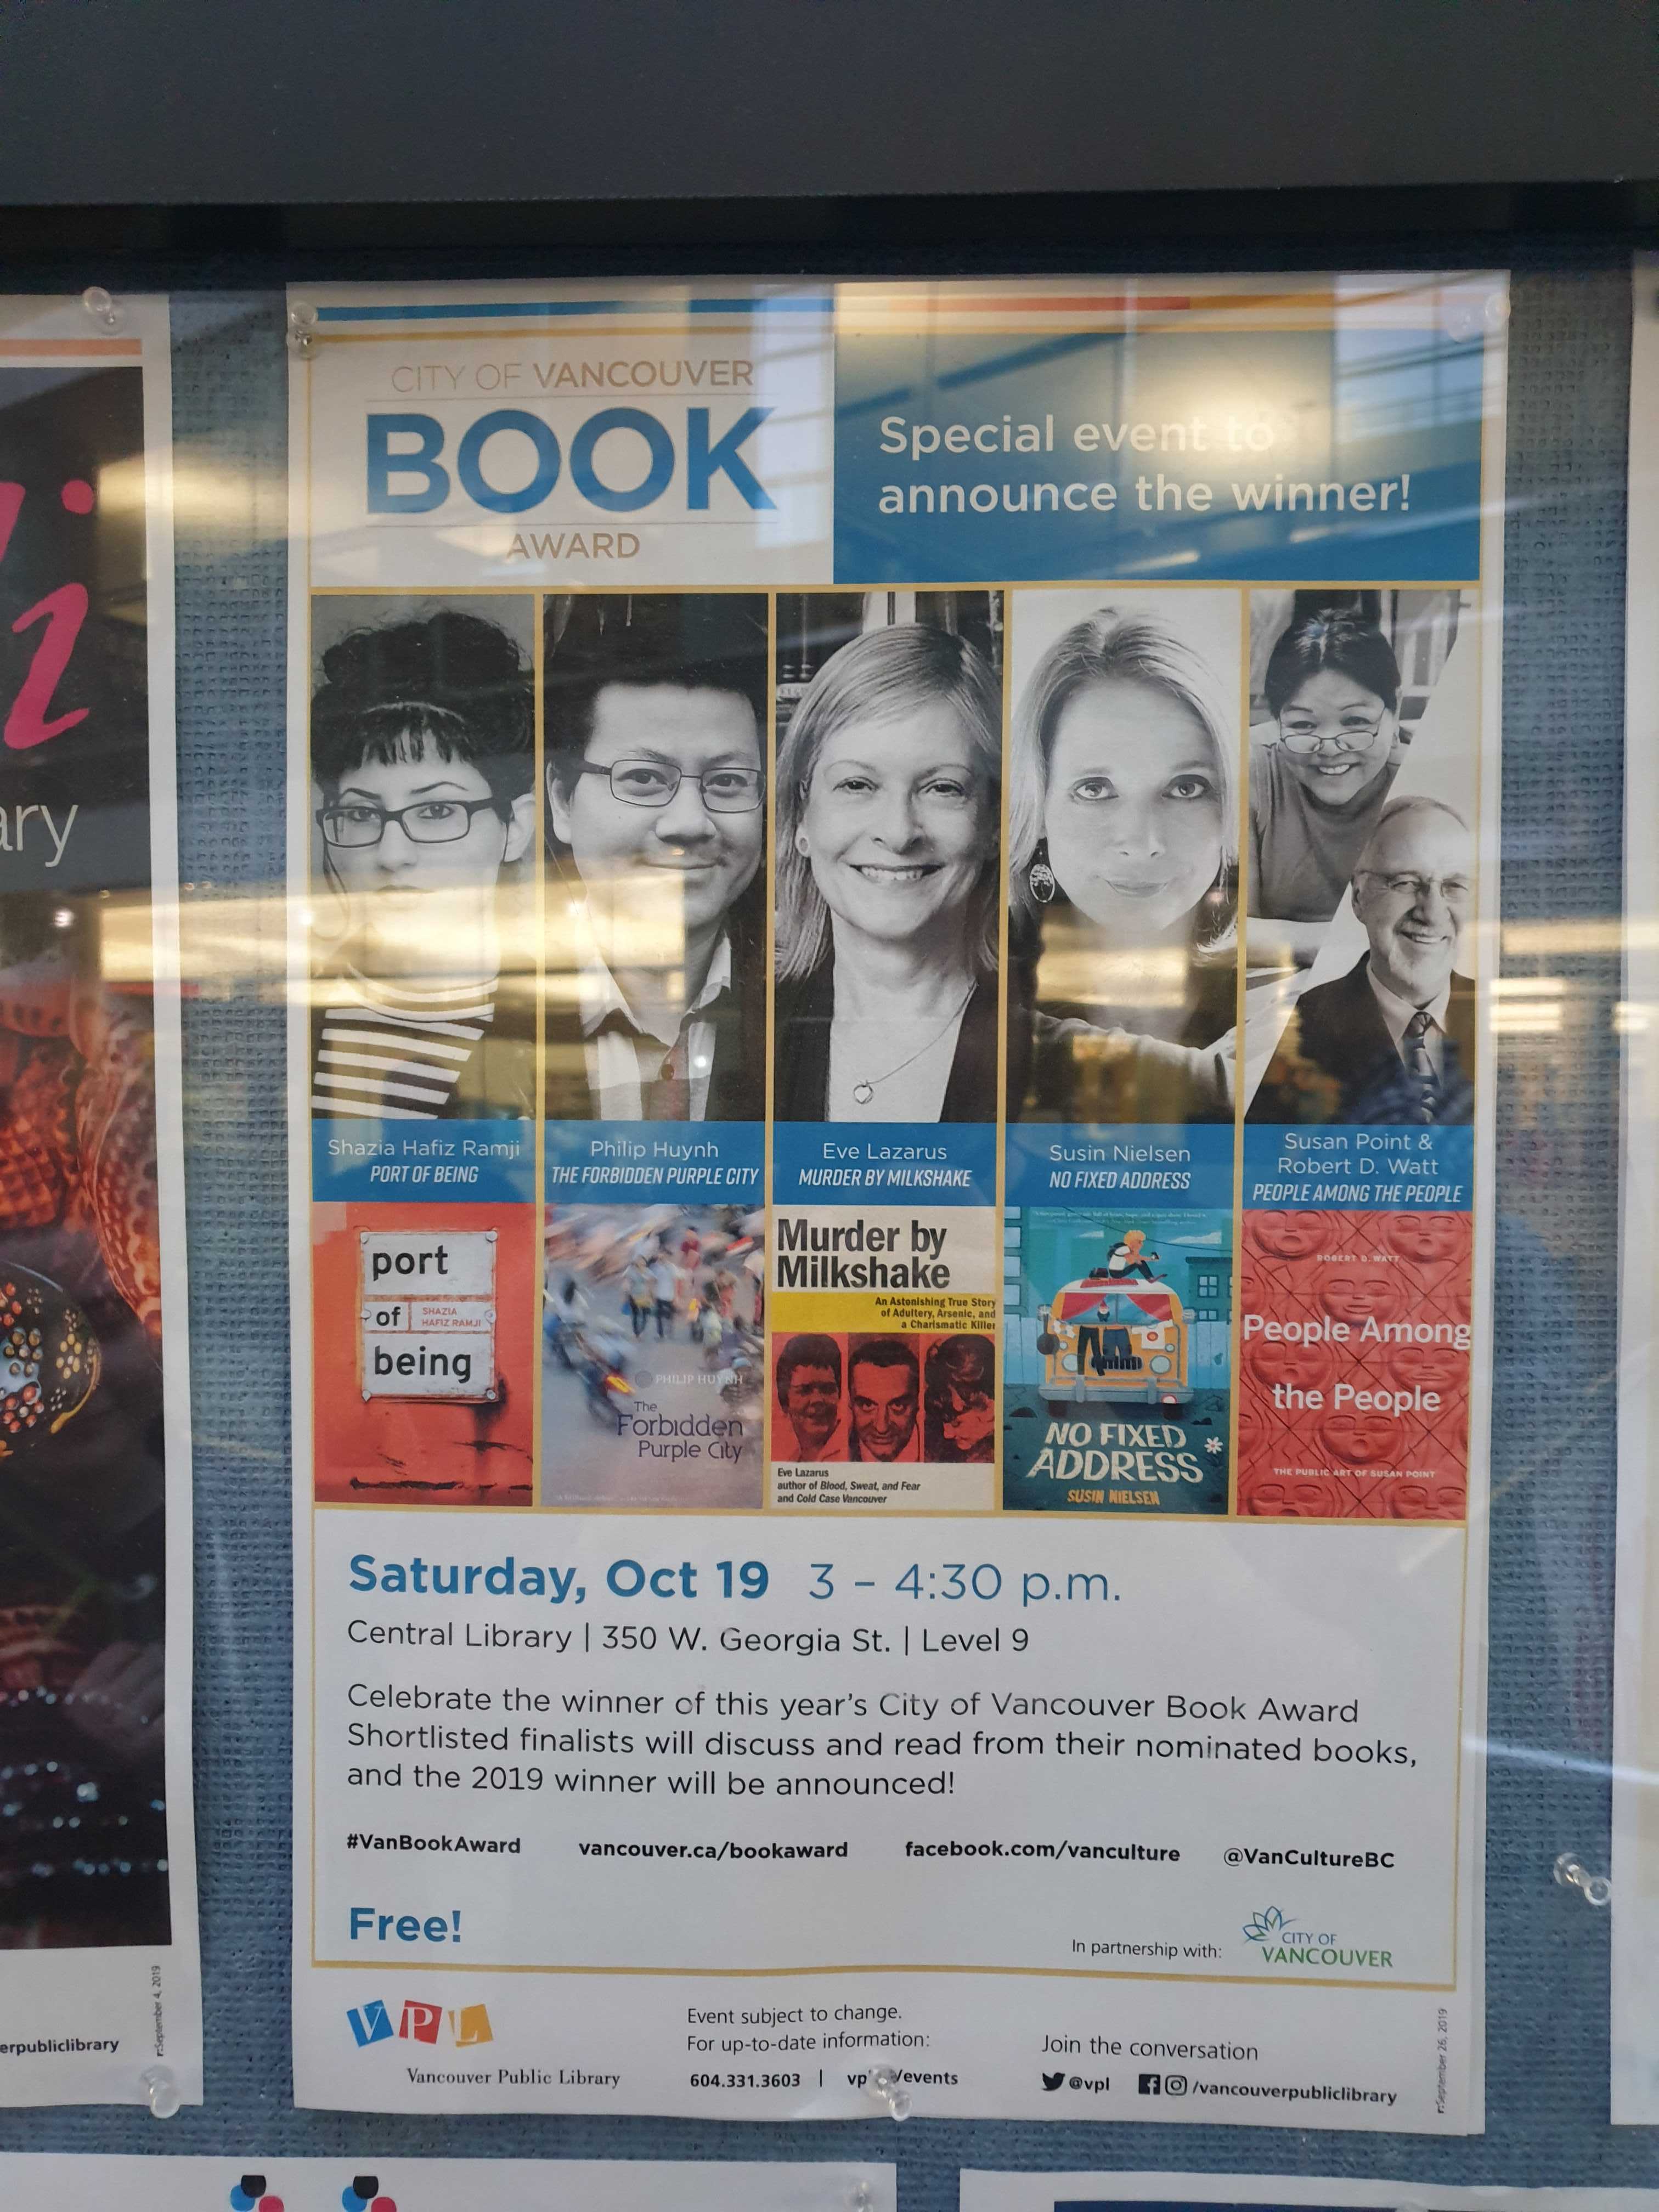 CITY OF VANCOUVER
BOOK
AWARD
Special event to
announce the winner!
Shazia Hafiz Ramji
PORT OF BEING
Philip Huynh
THE FORBIDDEN PURPLE CITY
Eve Lazarus
MURDER BY MILKSHAKE
Susin Nielsen
NO FIXED ADDRESS
Susan Point &
Robert D. Watt
PEOPLE AMONG THE PEOPLE
port
of
SHAZIA
HAFIZ RAMJI
being
PHILIP HUYNH
The
Forbidden
Purple City
Murder by
Milkshake
An Astonishing True Story
of Adultery, Arsenic, and
a Charismatic Killer
Eve Lazarus
author of Blood, Sweat, and Fear
and Cold Case Vancouver
NO FIXED
ADDRESS
SUSIN NIELSEN
ROBERT D. WATT
People Among
the People
THE PUBLIC ART OF SUSAN POINT
Saturday, Oct 19 3 – 4:30 p.m.
Central Library | 350 W. Georgia St. | Level 9
Celebrate the winner of this year's City of Vancouver Book Award
Shortlisted finalists will discuss and read from their nominated books,
and the 2019 winner will be announced!
#VanBookAward vancouver.ca/bookaward facebook.com/vanculture @VanCultureBC
Free!
In partnership with:
CITY OF
VANCOUVER
VPL
Vancouver Public Library
Event subject to change.
For up-to-date information:
604.331.3603 | /events
Join the conversation
@vpl /vancouverpubliclibrary
r:September 26, 2019
ary
erpubliclibrary
r:September 4, 2019